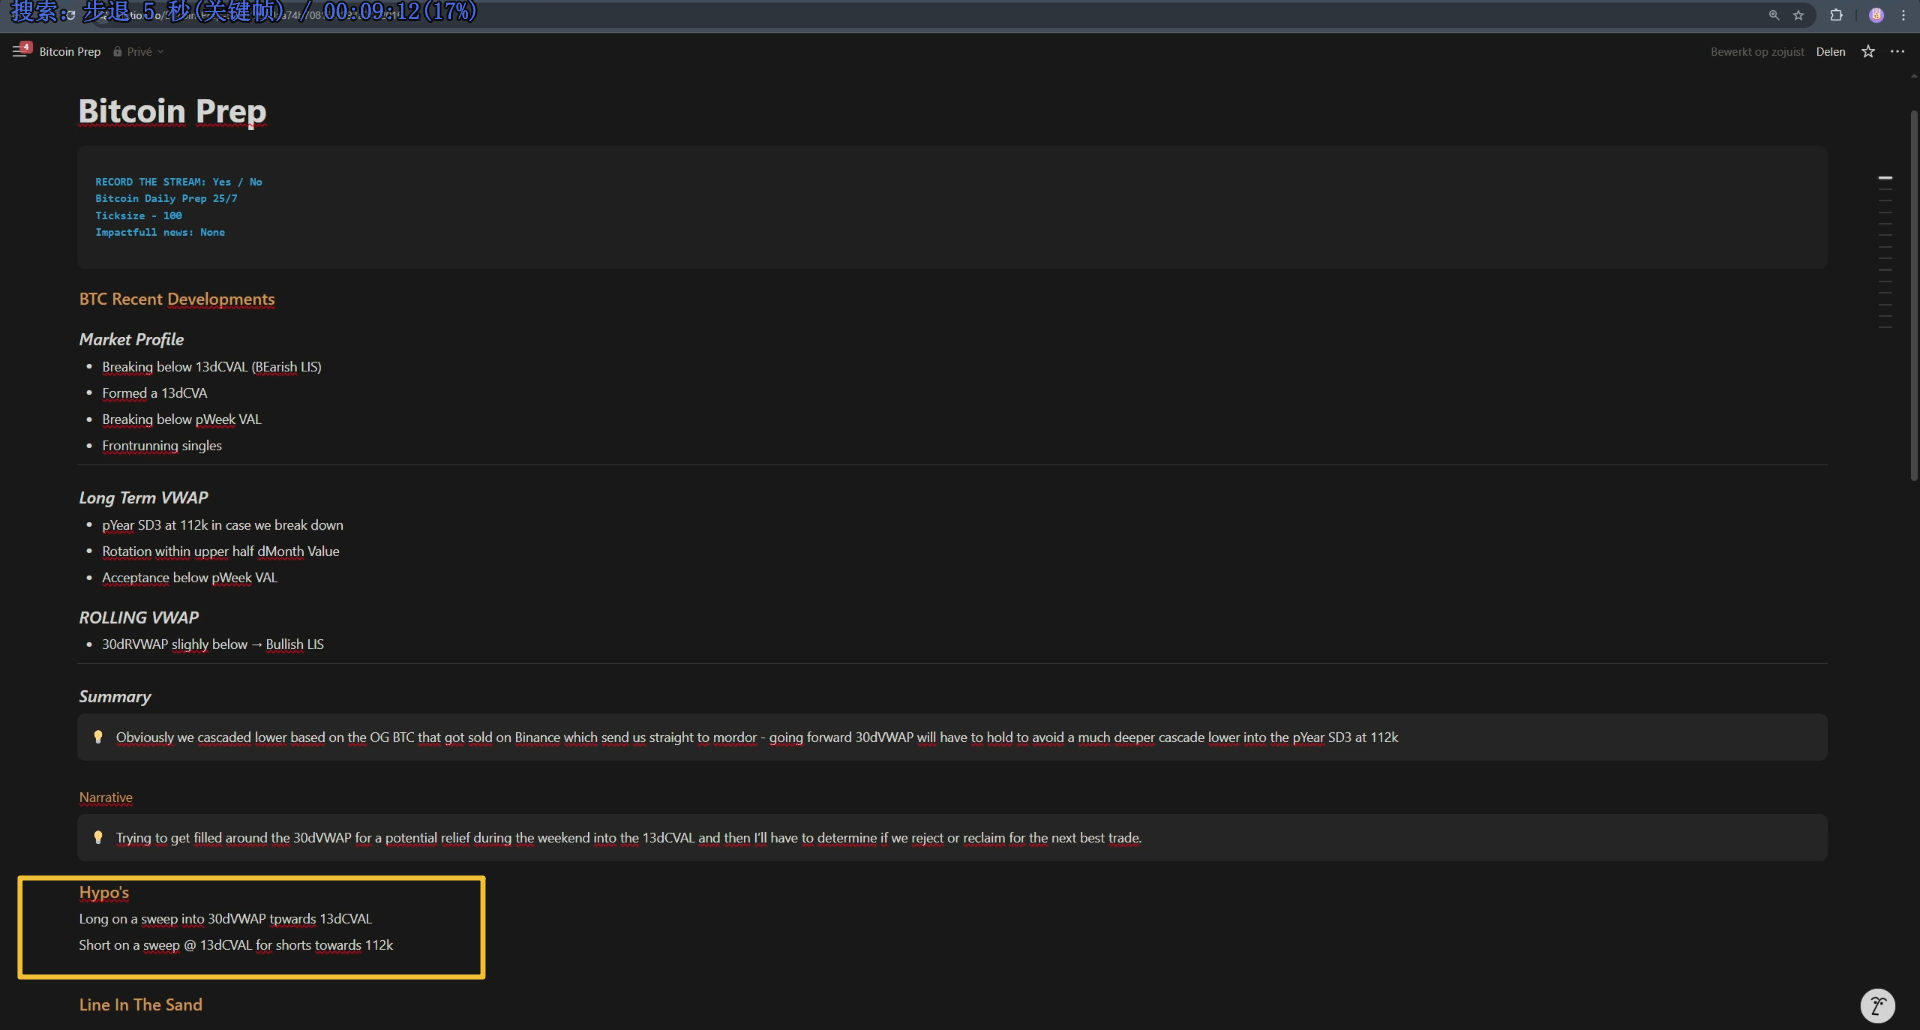 搜索: 步退 5 秒(关键帧) / 00:09:12(17%)
4
Bitcoin Prep
Privé
Bewerkt op zojuist
Delen
Bitcoin Prep
RECORD THE STREAM: Yes / No
Bitcoin Daily Prep 25/7
Ticksize - 100
Impactfull news: None
BTC Recent Developments
Market Profile
• Breaking below 13dCVAL (BEarish LIS)
• Formed a 13dCVA
• Breaking below pWeek VAL
• Frontrunning singles
Long Term VWAP
• pYear SD3 at 112k in case we break down
• Rotation within upper half dMonth Value
• Acceptance below pWeek VAL
ROLLING VWAP
• 30dRVWAP slighly below → Bullish LIS
Summary
Obviously we cascaded lower based on the OG BTC that got sold on Binance which send us straight to mordor - going forward 30dVWAP will have to hold to avoid a much deeper cascade lower into the pYear SD3 at 112k
Narrative
Trying to get filled around the 30dVWAP for a potential relief during the weekend into the 13dCVAL and then I'll have to determine if we reject or reclaim for the next best trade.
Hypo's
Long on a sweep into 30dVWAP tpwards 13dCVAL
Short on a sweep @ 13dCVAL for shorts towards 112k
Line In The Sand